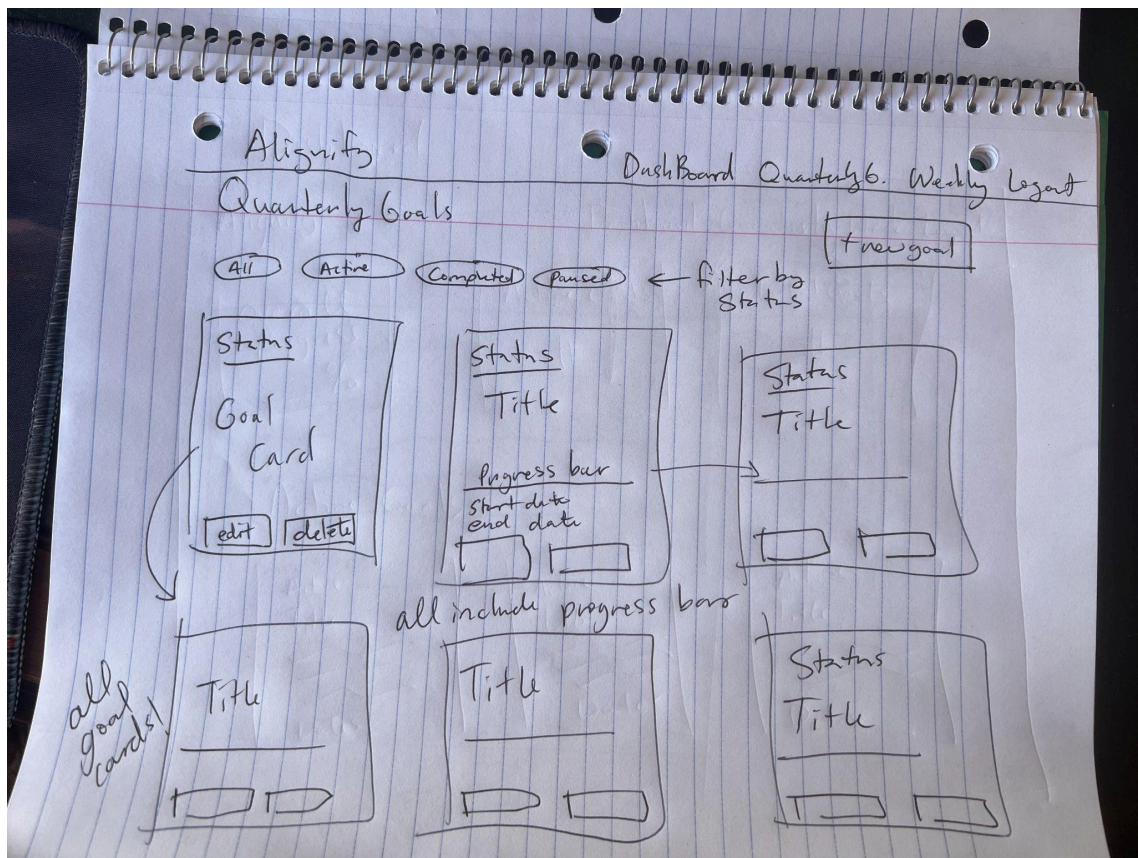 Alignify
DashBoard Quarterly G. Weekly Logout
Quarterly Goals
+ new goal
All Active Completed Paused ← filter by
status
Status
Goal
Card
edit delete
Status
Title
Progress bar
start date
end date
Status
Title
all include progress bar
all
goal
cards!
Title
Title
Status
Title